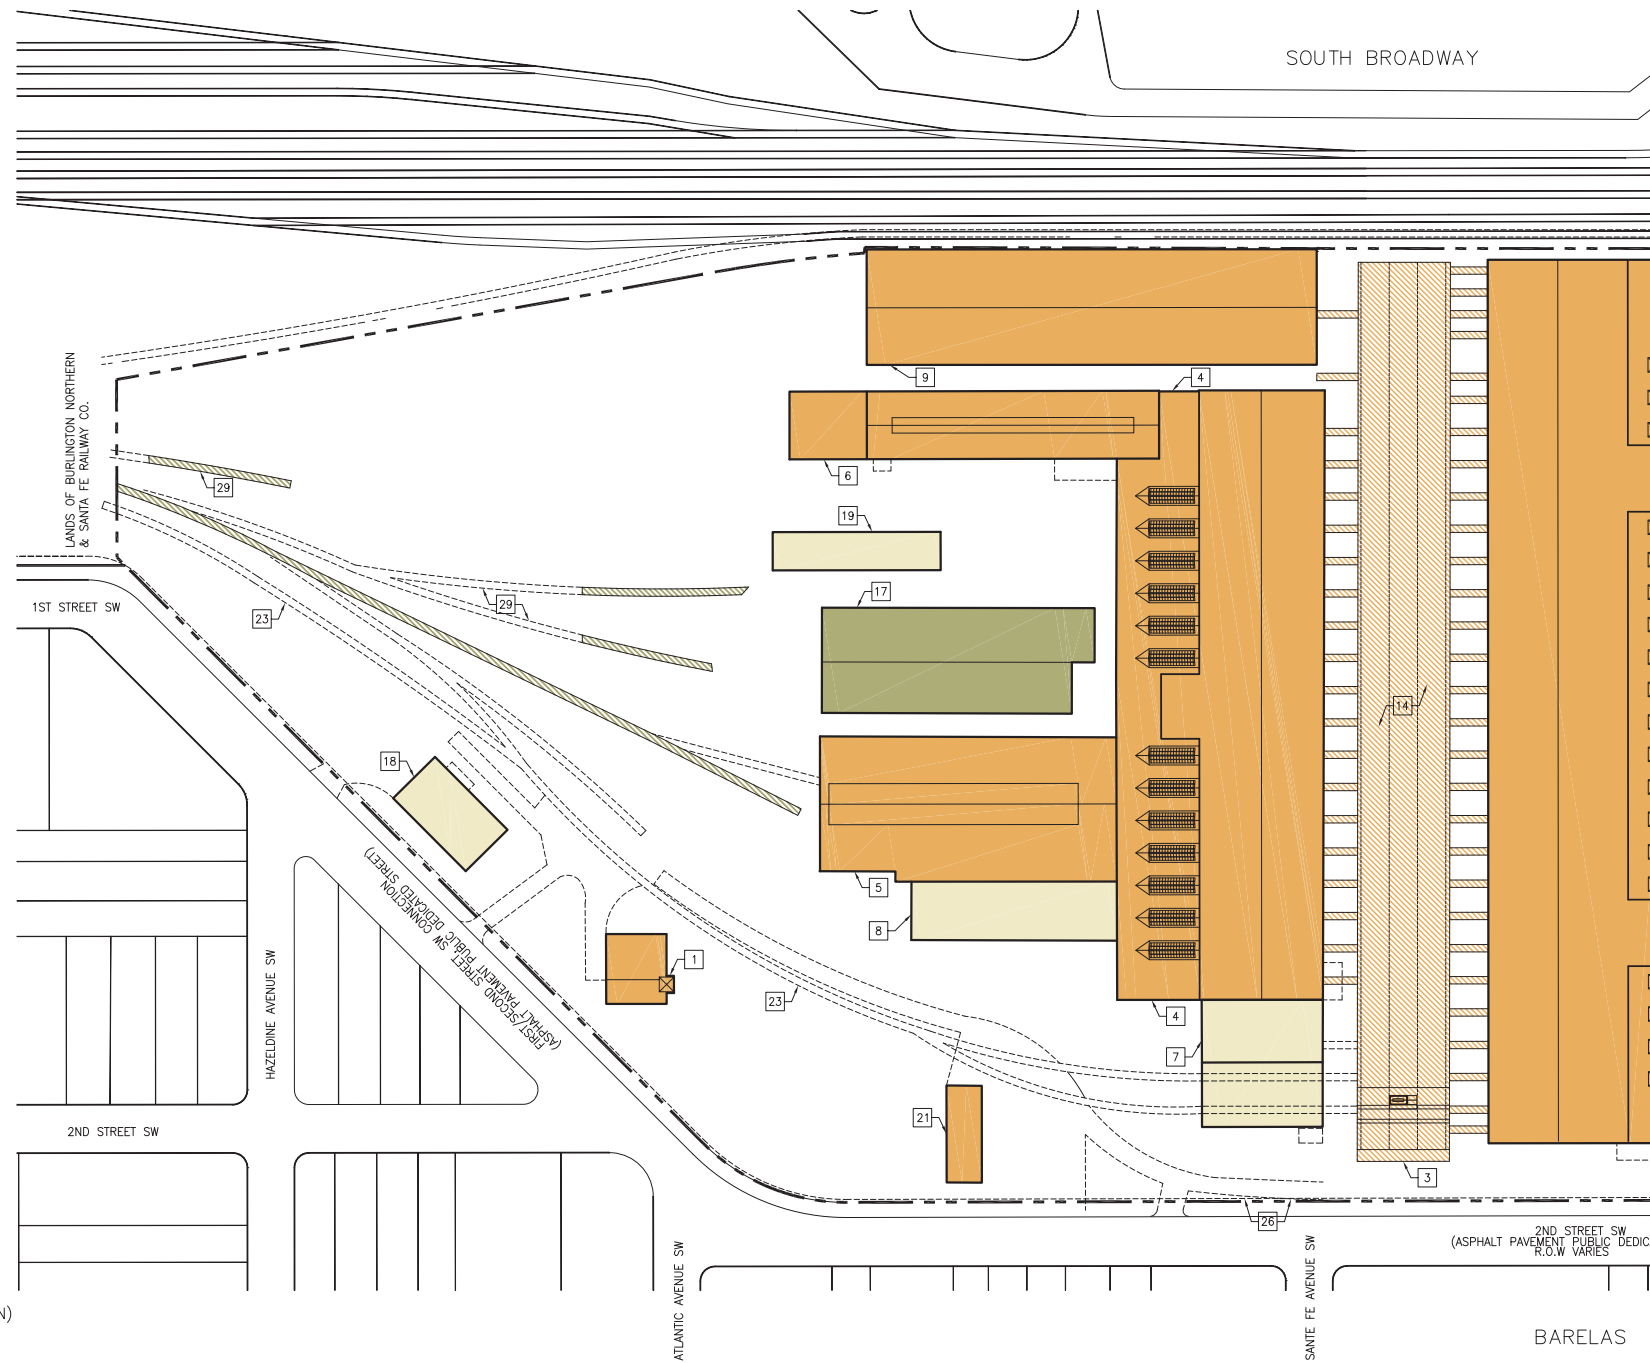 SOUTH BROADWAY
LANDS OF BURLINGTON NORTHERN
& SANTA FE RAILWAY CO.
9
4
6
29
19
17
1ST STREET SW
23
29
14
18
5
8
FIRST/SECOND STREET SW CONNECTION
(ASPHALT PAVEMENT PUBLIC DEDICATED STREET)
1
23
4
HAZELDINE AVENUE SW
7
21
2ND STREET SW
3
26
2ND STREET SW
(ASPHALT PAVEMENT PUBLIC DEDIC
R.O.W VARIES
ATLANTIC AVENUE SW
SANTE FE AVENUE SW
N)
BARELAS